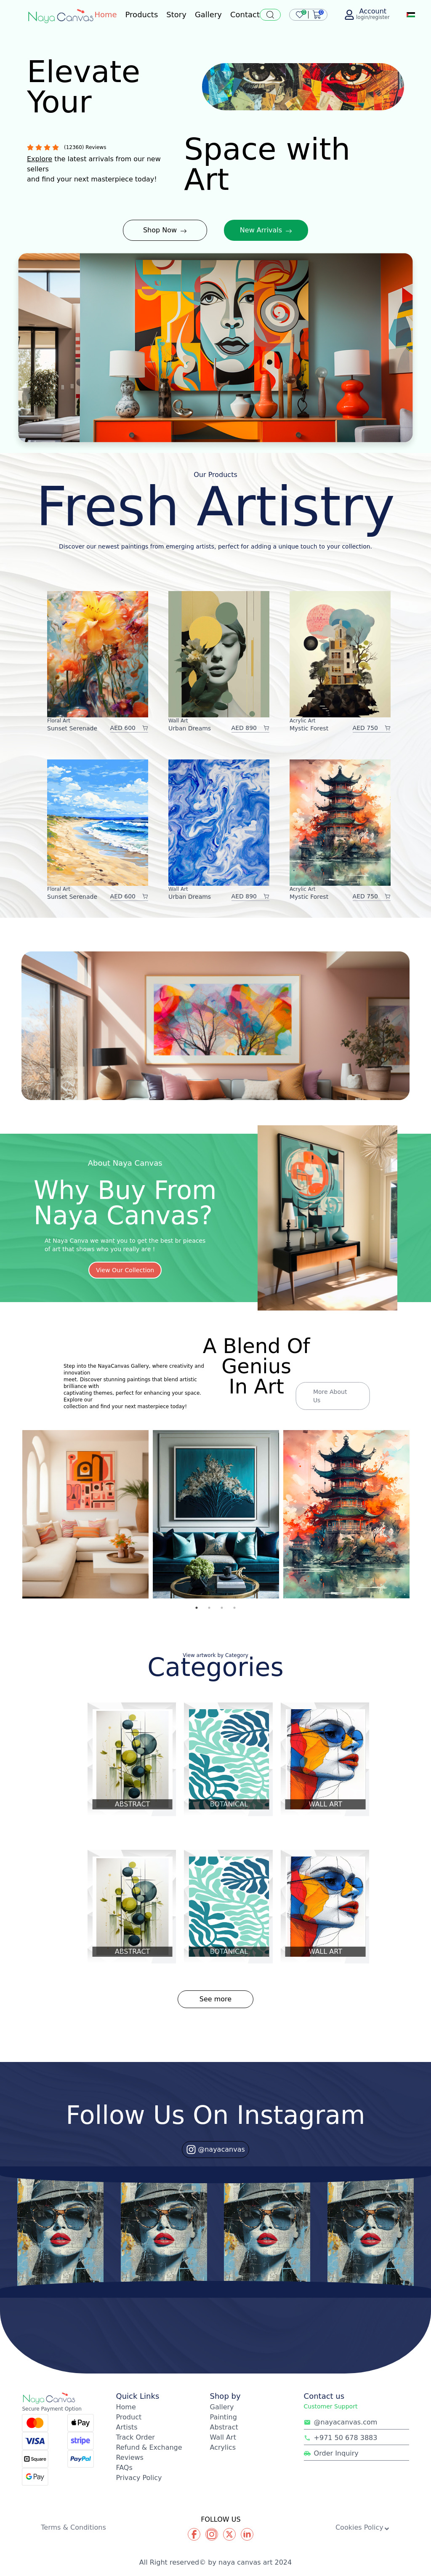 Naya Canvas
Home
Products
Story
Gallery
Contact
Account
login/register
Elevate
Your
(12360) Reviews
Explore the latest arrivals from our new
sellers
and find your next masterpiece today!
Space with
Art
Shop Now →
New Arrivals →
Our Products
Fresh Artistry
Discover our newest paintings from emerging artists, perfect for adding a unique touch to your collection.
Floral Art
Sunset Serenade
AED 600
Wall Art
Urban Dreams
AED 890
Acrylic Art
Mystic Forest
AED 750
Floral Art
Sunset Serenade
AED 600
Wall Art
Urban Dreams
AED 890
Acrylic Art
Mystic Forest
AED 750
About Naya Canvas
Why Buy From
Naya Canvas?
At Naya Canva we want you to get the best br pieaces
of art that shows who you really are !
View Our Collection
A Blend Of
Genius
In Art
Step into the NayaCanvas Gallery, where creativity and
innovation
meet. Discover stunning paintings that blend artistic
brilliance with
captivating themes, perfect for enhancing your space.
Explore our
collection and find your next masterpiece today!
More About
Us
View artwork by Category
Categories
ABSTRACT
BOTANICAL
WALL ART
ABSTRACT
BOTANICAL
WALL ART
See more
Follow Us On Instagram
@nayacanvas
Naya Canvas
Secure Payment Option
Pay
VISA
stripe
Square
PayPal
G Pay
Quick Links
Home
Product
Artists
Track Order
Refund & Exchange
Reviews
FAQs
Privacy Policy
Shop by
Gallery
Painting
Abstract
Wall Art
Acrylics
Contact us
Customer Support
@nayacanvas.com
+971 50 678 3883
Order Inquiry
Terms & Conditions
FOLLOW US
Cookies Policy
All Right reserved© by naya canvas art 2024